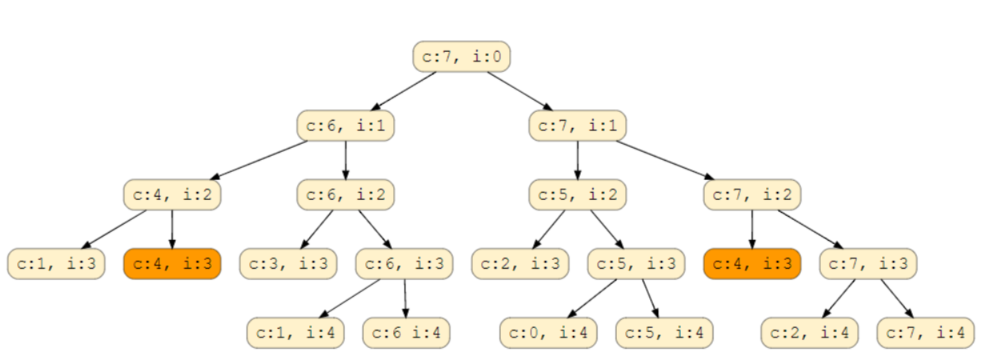 c:7, i:0
c:6, i:1
c:7, i:1
c:4, i:2
c:6, i:2
c:5, i:2
c:7, i:2
c:1, i:3
c:4, i:3
c:3, i:3
c:6, i:3
c:2, i:3
c:5, i:3
c:4, i:3
c:7, i:3
c:1, i:4
c:6 i:4
c:0, i:4
c:5, i:4
c:2, i:4
c:7, i:4